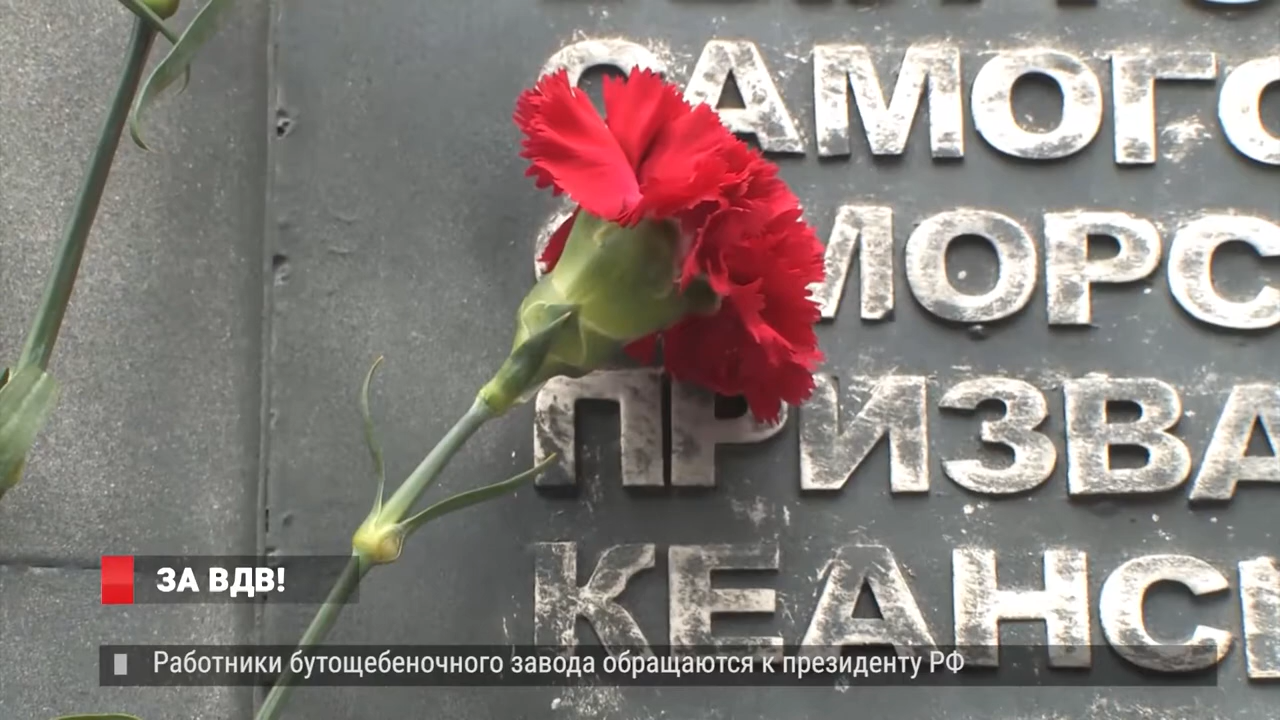 САМОГО
МОРС
ПРИЗВА
КЕАНС
ЗА ВДВ!
Работники бутощебеночного завода обращаются к президенту РФ